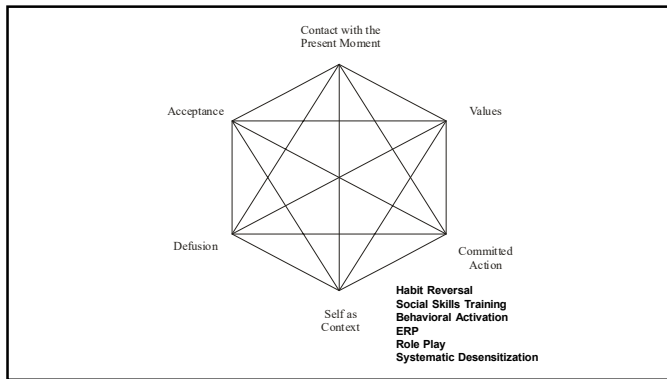 Contact with the
Present Moment
Acceptance
Values
Defusion
Committed
Action
Self as
Context
Habit Reversal
Social Skills Training
Behavioral Activation
ERP
Role Play
Systematic Desensitization